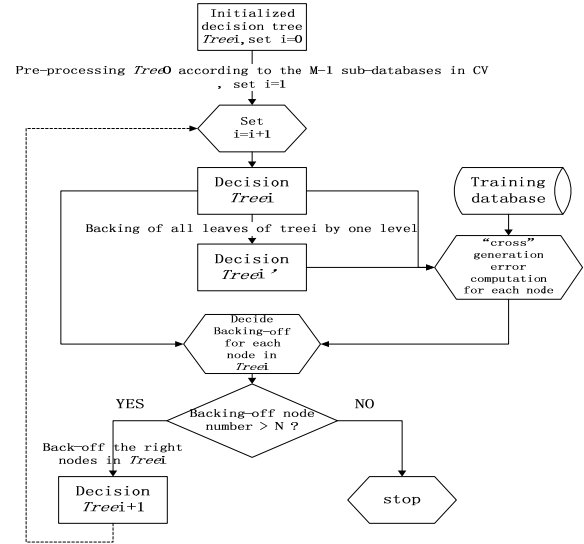 Initialized
decision tree
Treei, set i=0
Pre-processing Tree0 according to the M-1 sub-databases in CV
, set i=1
Set
i=i+1
Decision
Treei
Training
database
Backing of all leaves of treei by one level
Decision
Treei’
“cross”
generation
error
computation
for each node
Decide
Backing-off
for each
node in
Treei
YES
Backing-off node
number > N ?
NO
Back-off the right
nodes in Treei
Decision
Treei+1
stop